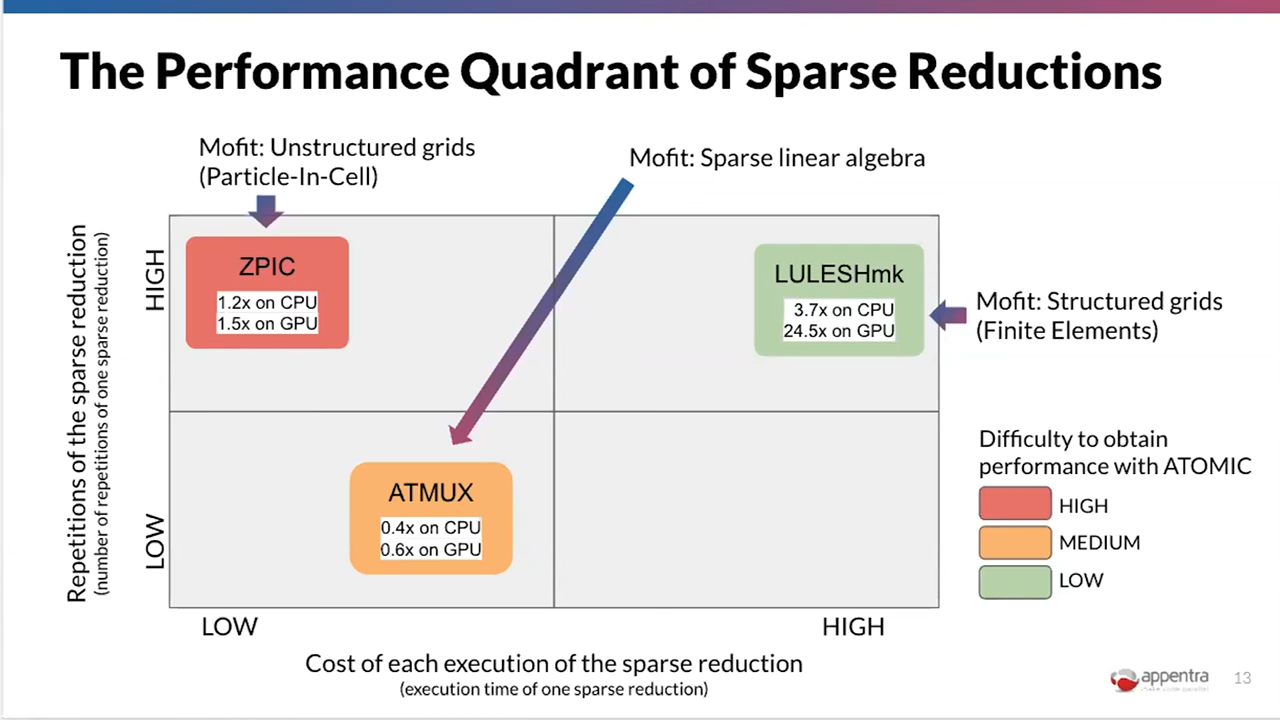 The Performance Quadrant of Sparse Reductions
Mofit: Unstructured grids
(Particle-In-Cell)
Mofit: Sparse linear algebra
Repetitions of the sparse reduction
(number of repetitions of one sparse reduction)
HIGH
LOW
ZPIC
1.2x on CPU
1.5x on GPU
LULESHmk
3.7x on CPU
24.5x on GPU
Mofit: Structured grids
(Finite Elements)
ATMUX
0.4x on CPU
0.6x on GPU
Difficulty to obtain
performance with ATOMIC
HIGH
MEDIUM
LOW
LOW
HIGH
Cost of each execution of the sparse reduction
(execution time of one sparse reduction)
appentra
make code parallel
13